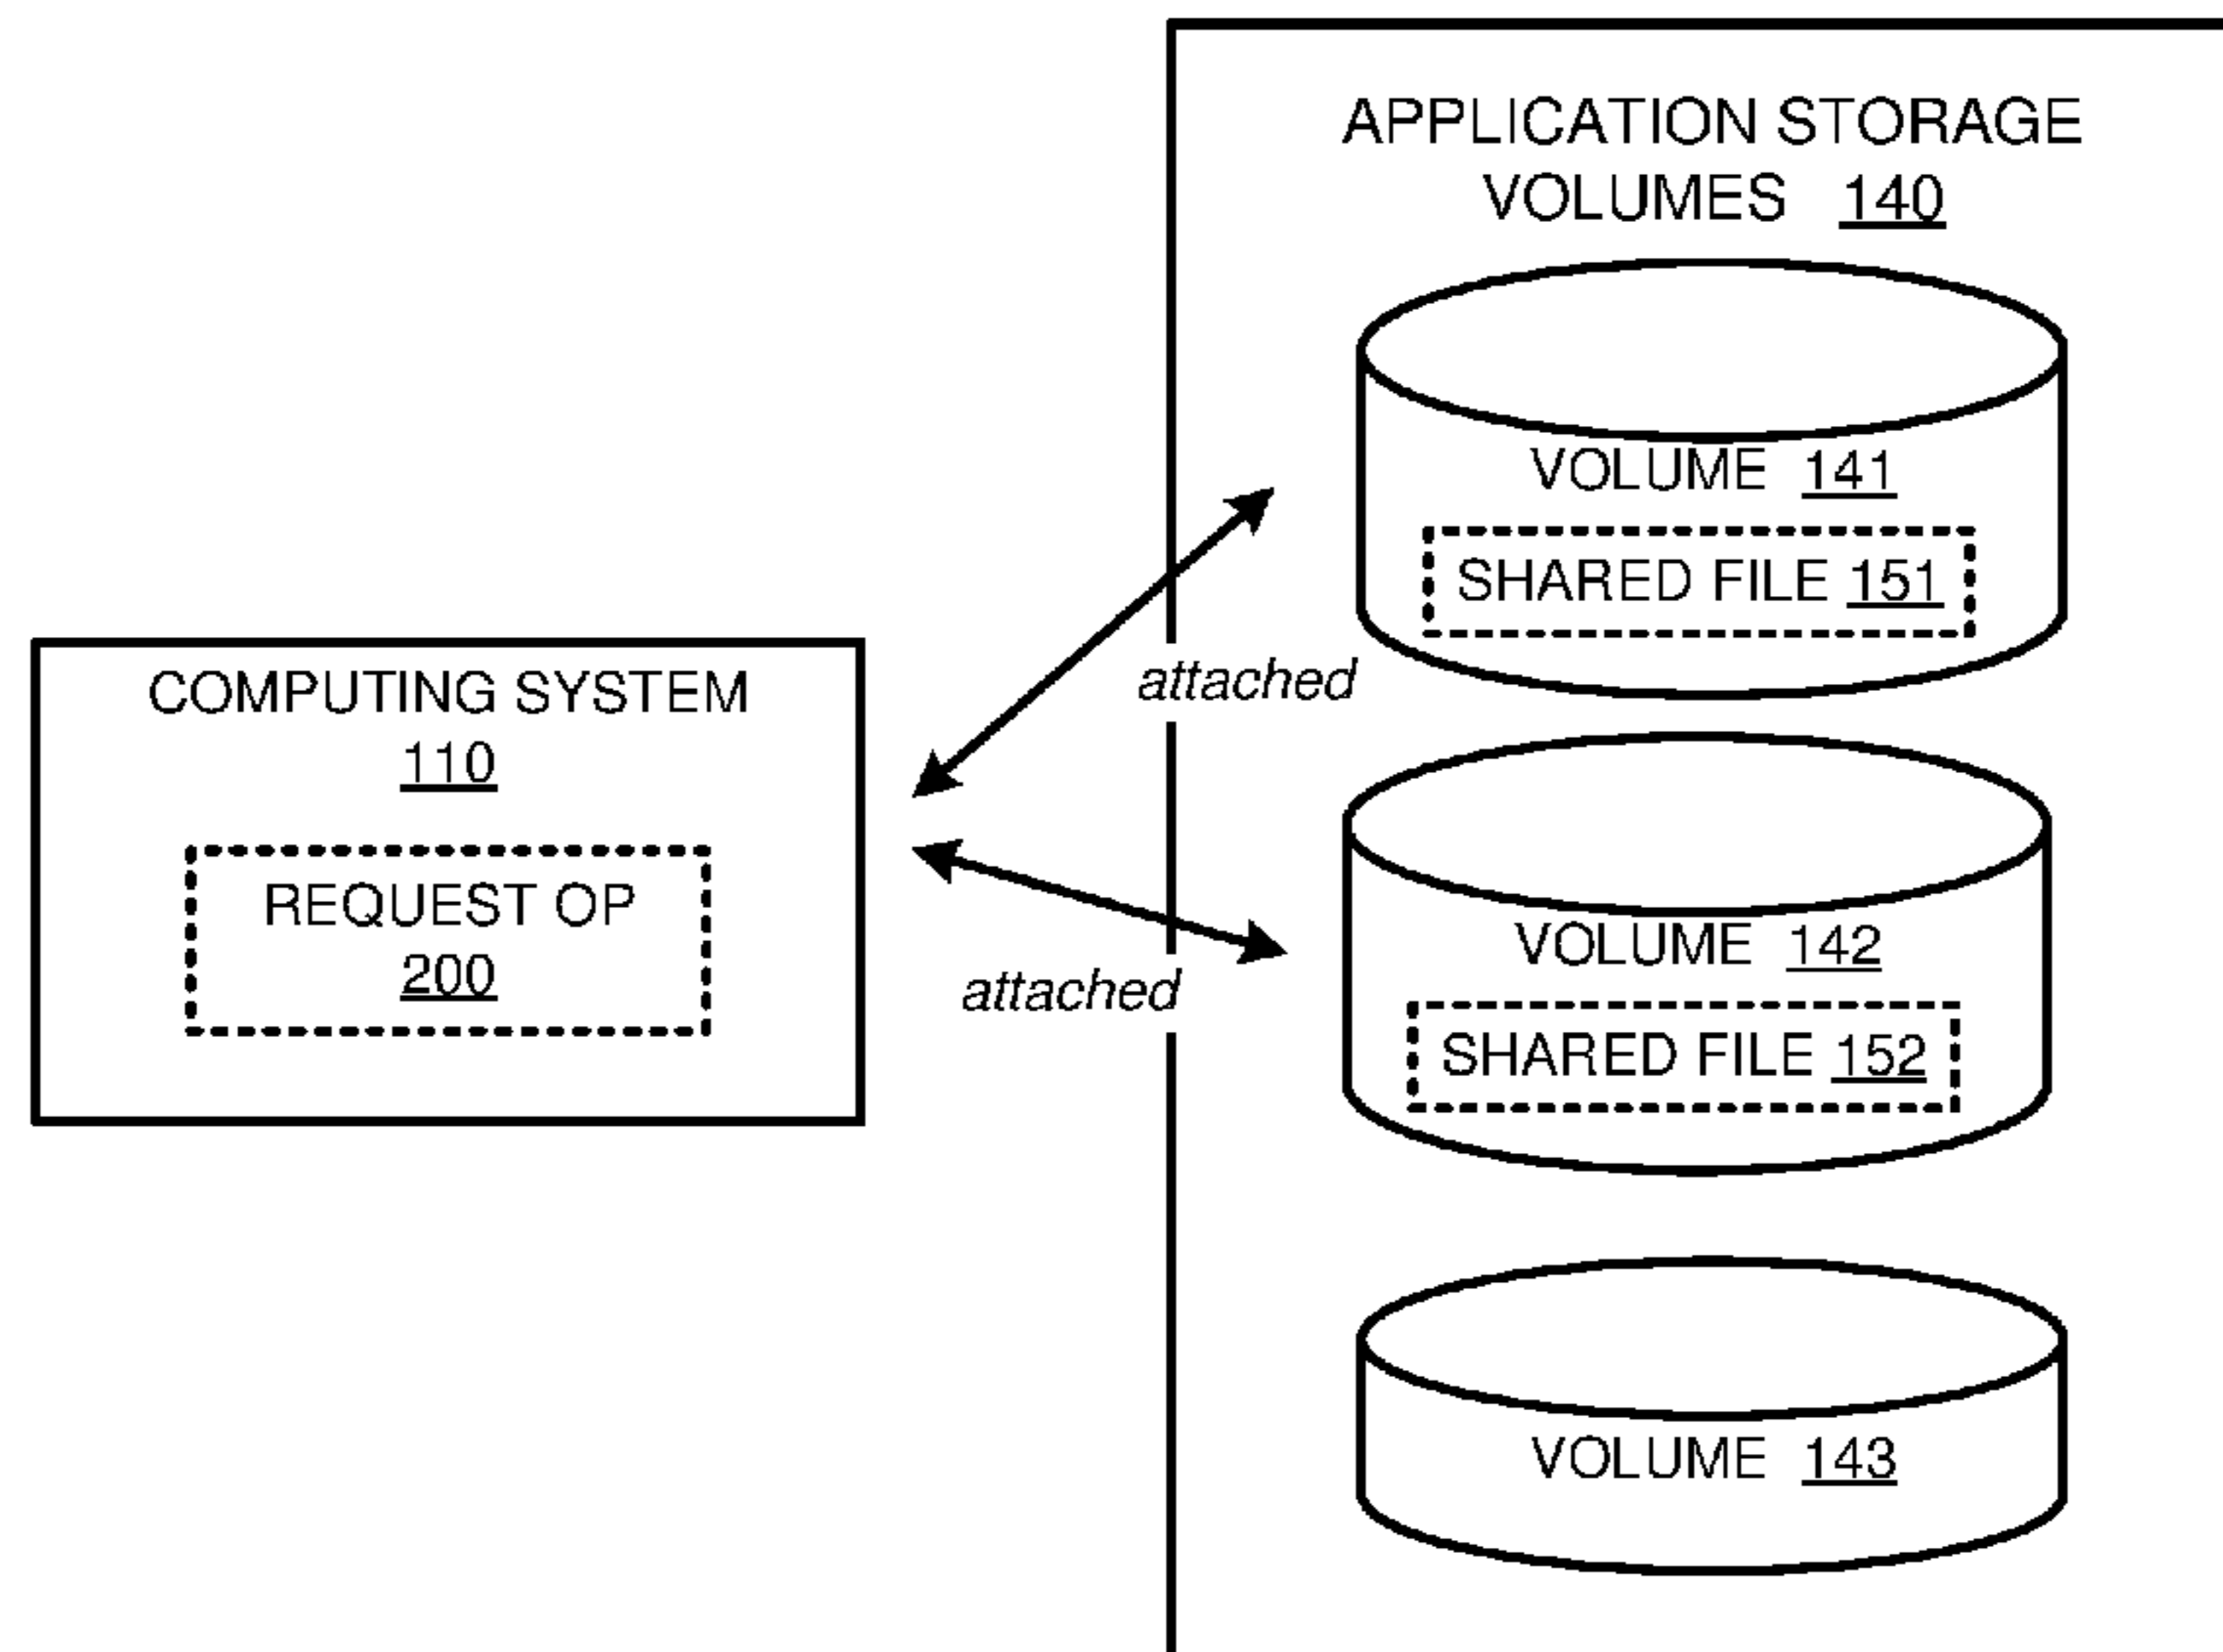 APPLICATION STORAGE
VOLUMES 140
VOLUME 141
SHARED FILE 151
attached
COMPUTING SYSTEM
110
REQUEST OP
200
VOLUME 142
attached
SHARED FILE 152
VOLUME 143